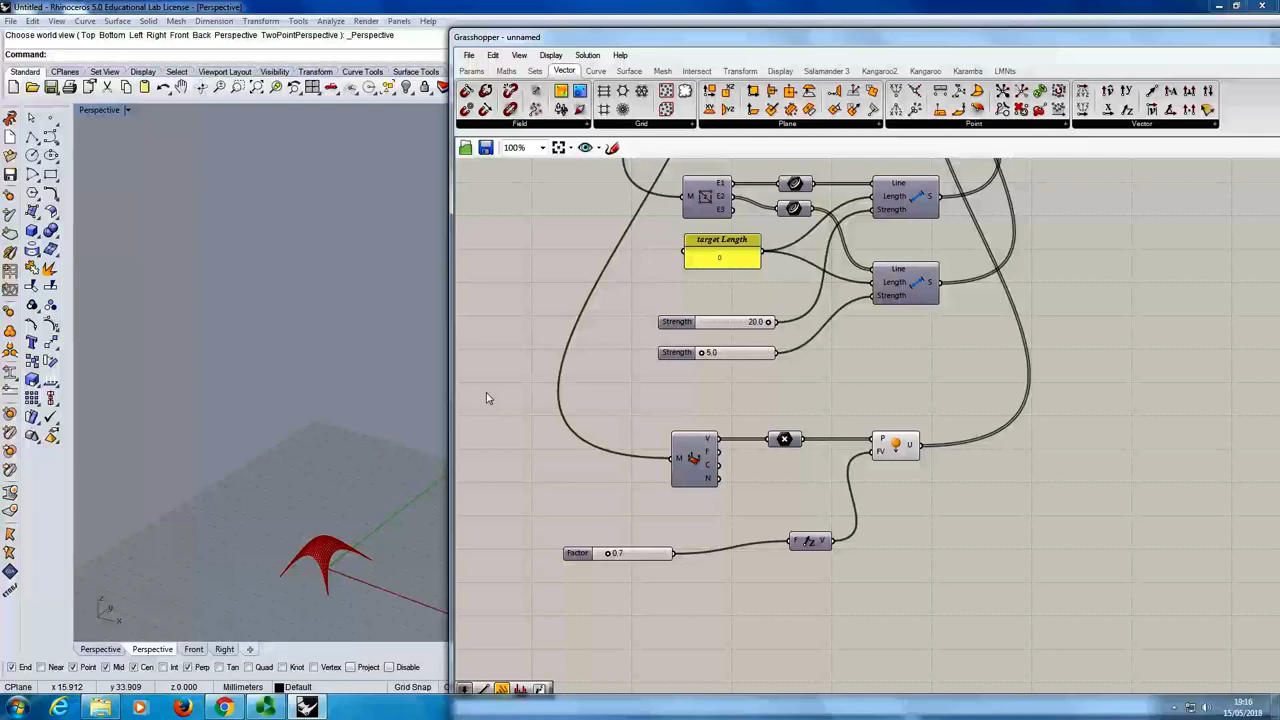 Untitled - Rhinoceros 5.0 Educational Lab License - [Perspective]
File Edit View Curve Surface Solid Mesh Dimension Transform Tools Analyze Render Panels Help
Choose world view ( Top Bottom Left Right Front Back Perspective TwoPointPerspective ): _Perspective
Command:
Standard CPlanes Set View Display Select Viewport Layout Visibility Transform Curve Tools Surface Tools
Perspective
Grasshopper - unnamed
File Edit View Display Solution Help
Params Maths Sets Vector Curve Surface Mesh Intersect Transform Display Salamander 3 Kangaroo2 Kangaroo Karamba LMNts
Field Grid Plane Point Vector
100%
M E1 E2 E3
Line Length Strength S
target Length
0
Line Length Strength S
Strength 20.0
Strength 5.0
M V F C N
P FV U
F V
Factor 0.7
z y x
Perspective Perspective Front Right
End Near Point Mid Cen Int Perp Tan Quad Knot Vertex Project Disable
CPlane x 15.912 y 33.909 z 0.000 Millimeters Default Grid Snap
19:16
15/05/2018